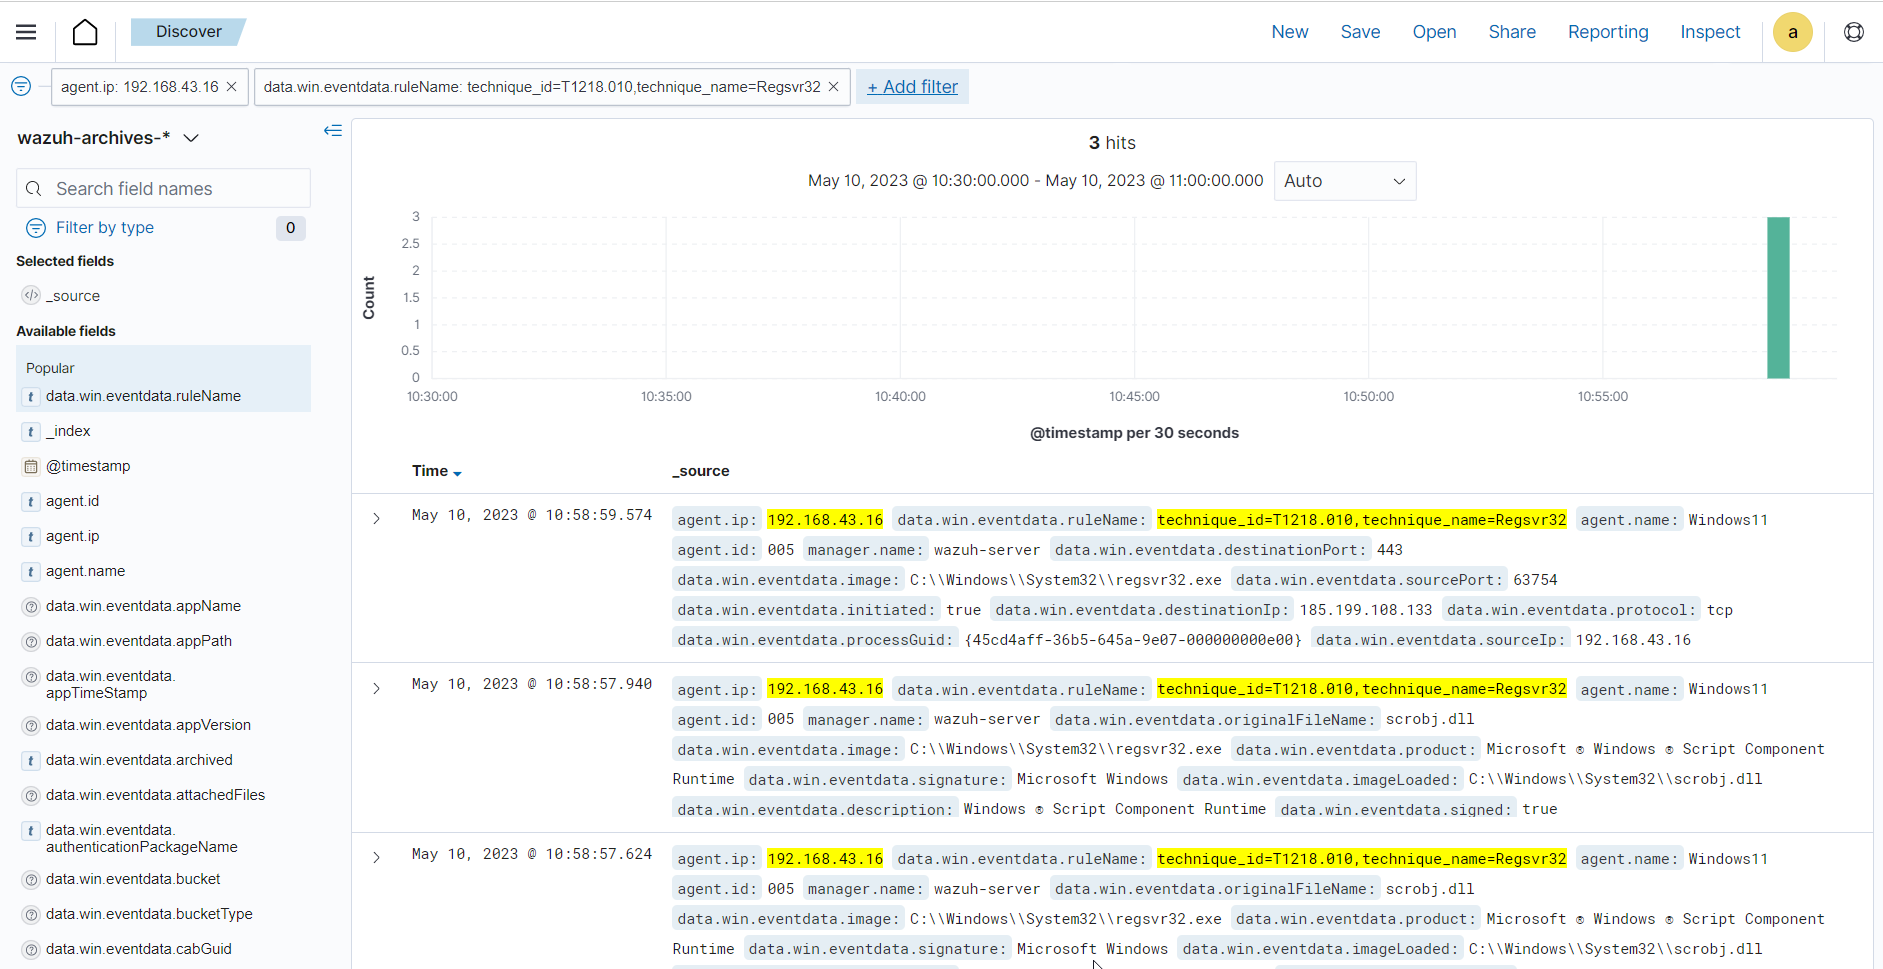 Discover
New Save Open Share Reporting Inspect a
agent.ip: 192.168.43.16 × data.win.eventdata.ruleName: technique_id=T1218.010,technique_name=Regsvr32 × + Add filter
wazuh-archives-*
Search field names
Filter by type 0
Selected fields
_source
Available fields
Popular
t data.win.eventdata.ruleName
t _index
@timestamp
t agent.id
t agent.ip
t agent.name
? data.win.eventdata.appName
? data.win.eventdata.appPath
? data.win.eventdata.
appTimeStamp
? data.win.eventdata.appVersion
t data.win.eventdata.archived
? data.win.eventdata.attachedFiles
t data.win.eventdata.
authenticationPackageName
? data.win.eventdata.bucket
? data.win.eventdata.bucketType
? data.win.eventdata.cabGuid
3 hits
May 10, 2023 @ 10:30:00.000 - May 10, 2023 @ 11:00:00.000 Auto
Count
3
2.5
2
1.5
1
0.5
0
10:30:00 10:35:00 10:40:00 10:45:00 10:50:00 10:55:00
@timestamp per 30 seconds
Time _source
May 10, 2023 @ 10:58:59.574 agent.ip: 192.168.43.16 data.win.eventdata.ruleName: technique_id=T1218.010,technique_name=Regsvr32 agent.name: Windows11
agent.id: 005 manager.name: wazuh-server data.win.eventdata.destinationPort: 443
data.win.eventdata.image: C:\\Windows\\System32\\regsvr32.exe data.win.eventdata.sourcePort: 63754
data.win.eventdata.initiated: true data.win.eventdata.destinationIp: 185.199.108.133 data.win.eventdata.protocol: tcp
data.win.eventdata.processGuid: {45cd4aff-36b5-645a-9e07-000000000e00} data.win.eventdata.sourceIp: 192.168.43.16
May 10, 2023 @ 10:58:57.940 agent.ip: 192.168.43.16 data.win.eventdata.ruleName: technique_id=T1218.010,technique_name=Regsvr32 agent.name: Windows11
agent.id: 005 manager.name: wazuh-server data.win.eventdata.originalFileName: scrobj.dll
data.win.eventdata.image: C:\\Windows\\System32\\regsvr32.exe data.win.eventdata.product: Microsoft ® Windows ® Script Component
Runtime data.win.eventdata.signature: Microsoft Windows data.win.eventdata.imageLoaded: C:\\Windows\\System32\\scrobj.dll
data.win.eventdata.description: Windows ® Script Component Runtime data.win.eventdata.signed: true
May 10, 2023 @ 10:58:57.624 agent.ip: 192.168.43.16 data.win.eventdata.ruleName: technique_id=T1218.010,technique_name=Regsvr32 agent.name: Windows11
agent.id: 005 manager.name: wazuh-server data.win.eventdata.originalFileName: scrobj.dll
data.win.eventdata.image: C:\\Windows\\System32\\regsvr32.exe data.win.eventdata.product: Microsoft ® Windows ® Script Component
Runtime data.win.eventdata.signature: Microsoft Windows data.win.eventdata.imageLoaded: C:\\Windows\\System32\\scrobj.dll